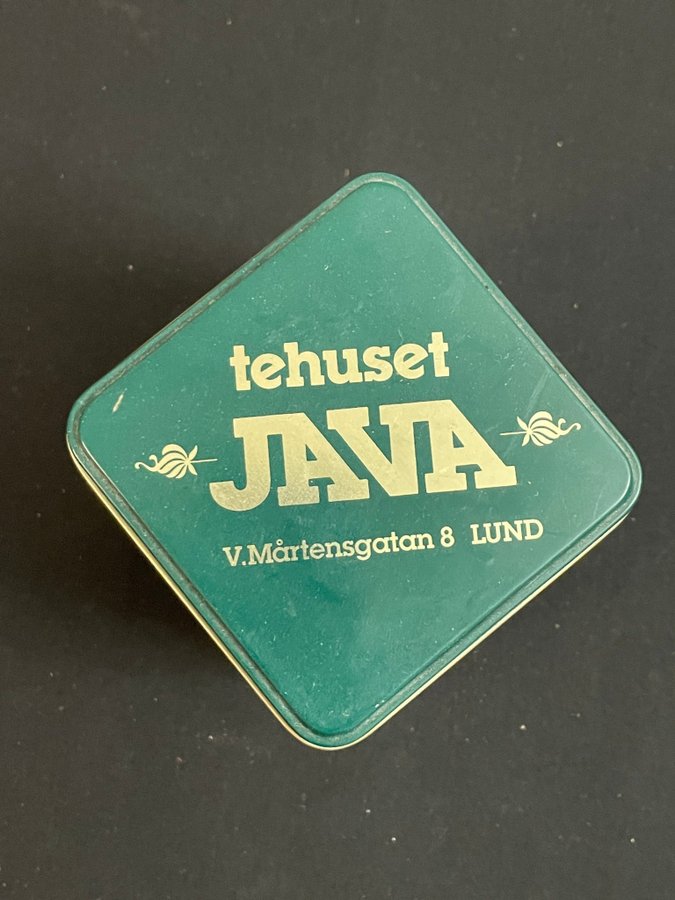 tehuset
JAVA
V.Mårtensgatan 8 LUND